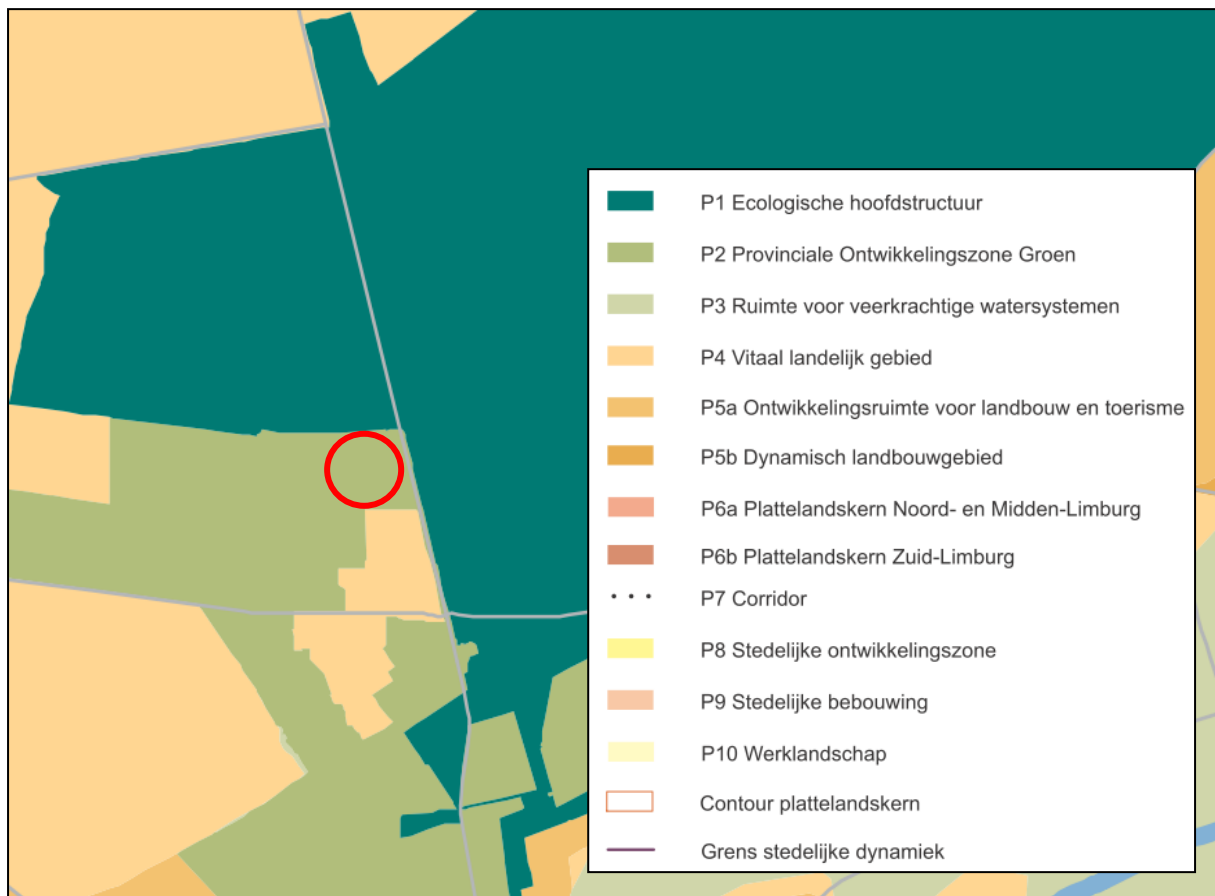 P1 Ecologische hoofdstructuur
P2 Provinciale Ontwikkelingszone Groen
P3 Ruimte voor veerkrachtige watersystemen
P4 Vitaal landelijk gebied
P5a Ontwikkelingsruimte voor landbouw en toerisme
P5b Dynamisch landbouwgebied
P6a Plattelandskern Noord- en Midden-Limburg
P6b Plattelandskern Zuid-Limburg
P7 Corridor
P8 Stedelijke ontwikkelingszone
P9 Stedelijke bebouwing
P10 Werklandschap
Contour plattelandskern
Grens stedelijke dynamiek